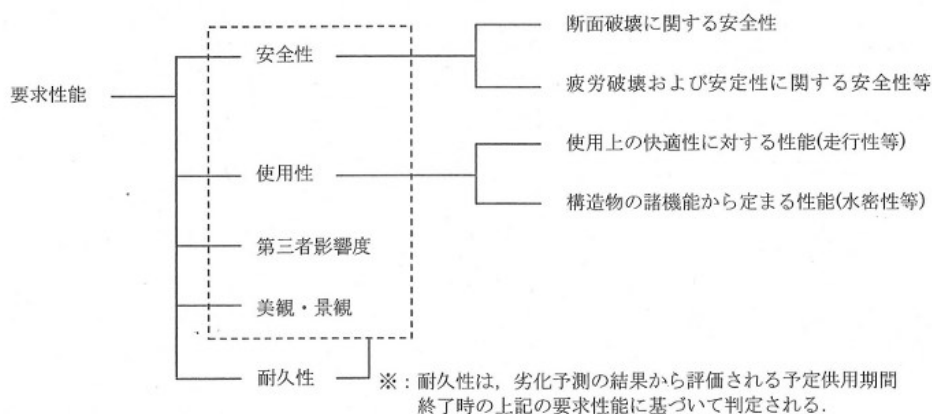 断面破壊に関する安全性
安全性
要求性能
疲労破壊および安定性に関する安全性等
使用上の快適性に対する性能(走行性等)
使用性
構造物の諸機能から定まる性能(水密性等)
第三者影響度
美観・景観
耐久性
※：耐久性は，劣化予測の結果から評価される予定供用期間
終了時の上記の要求性能に基づいて判定される．